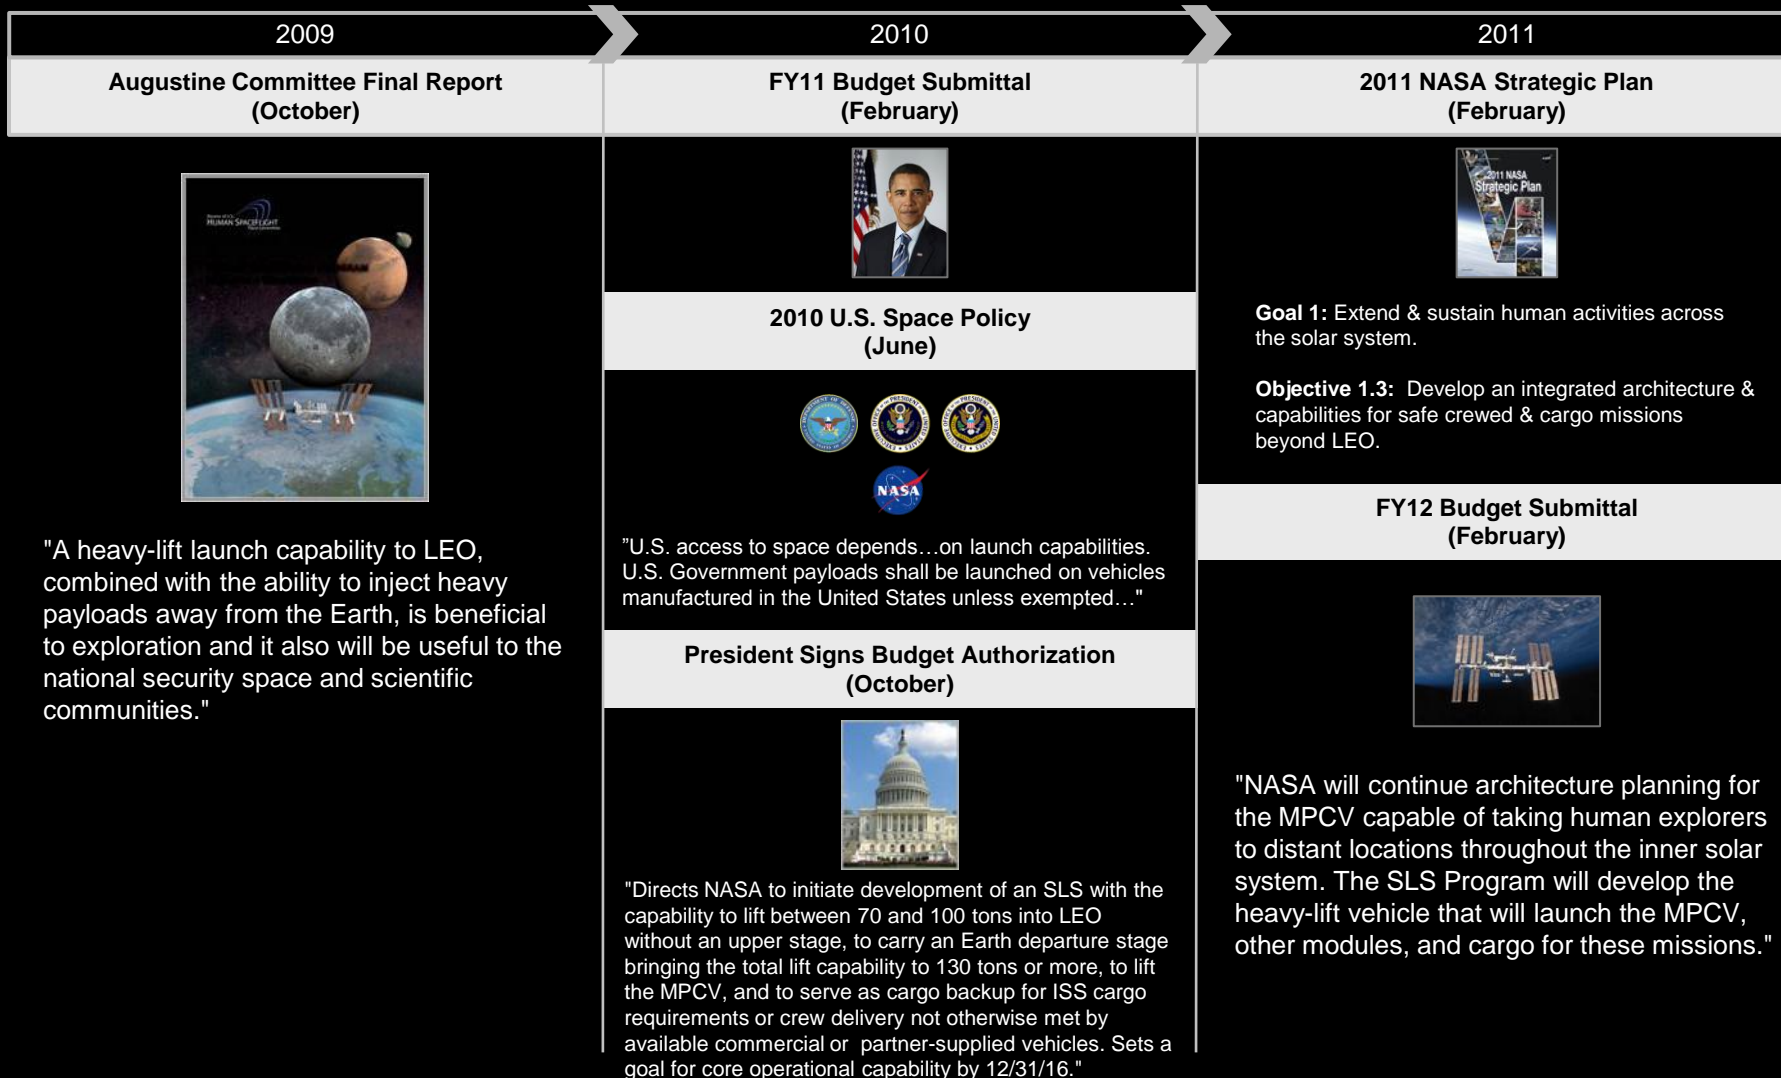 2009
Augustine Committee Final Report
(October)
HUMAN SPACEFLIGHT
"A heavy-lift launch capability to LEO,
combined with the ability to inject heavy
payloads away from the Earth, is beneficial
to exploration and it also will be useful to the
national security space and scientific
communities."
2010
FY11 Budget Submittal
(February)
2010 U.S. Space Policy
(June)
NASA
"U.S. access to space depends…on launch capabilities.
U.S. Government payloads shall be launched on vehicles
manufactured in the United States unless exempted…"
President Signs Budget Authorization
(October)
"Directs NASA to initiate development of an SLS with the
capability to lift between 70 and 100 tons into LEO
without an upper stage, to carry an Earth departure stage
bringing the total lift capability to 130 tons or more, to lift
the MPCV, and to serve as cargo backup for ISS cargo
requirements or crew delivery not otherwise met by
available commercial or partner-supplied vehicles. Sets a
goal for core operational capability by 12/31/16."
2011
2011 NASA Strategic Plan
(February)
2011 NASA
Strategic Plan
Goal 1: Extend & sustain human activities across
the solar system.
Objective 1.3: Develop an integrated architecture &
capabilities for safe crewed & cargo missions
beyond LEO.
FY12 Budget Submittal
(February)
"NASA will continue architecture planning for
the MPCV capable of taking human explorers
to distant locations throughout the inner solar
system. The SLS Program will develop the
heavy-lift vehicle that will launch the MPCV,
other modules, and cargo for these missions."